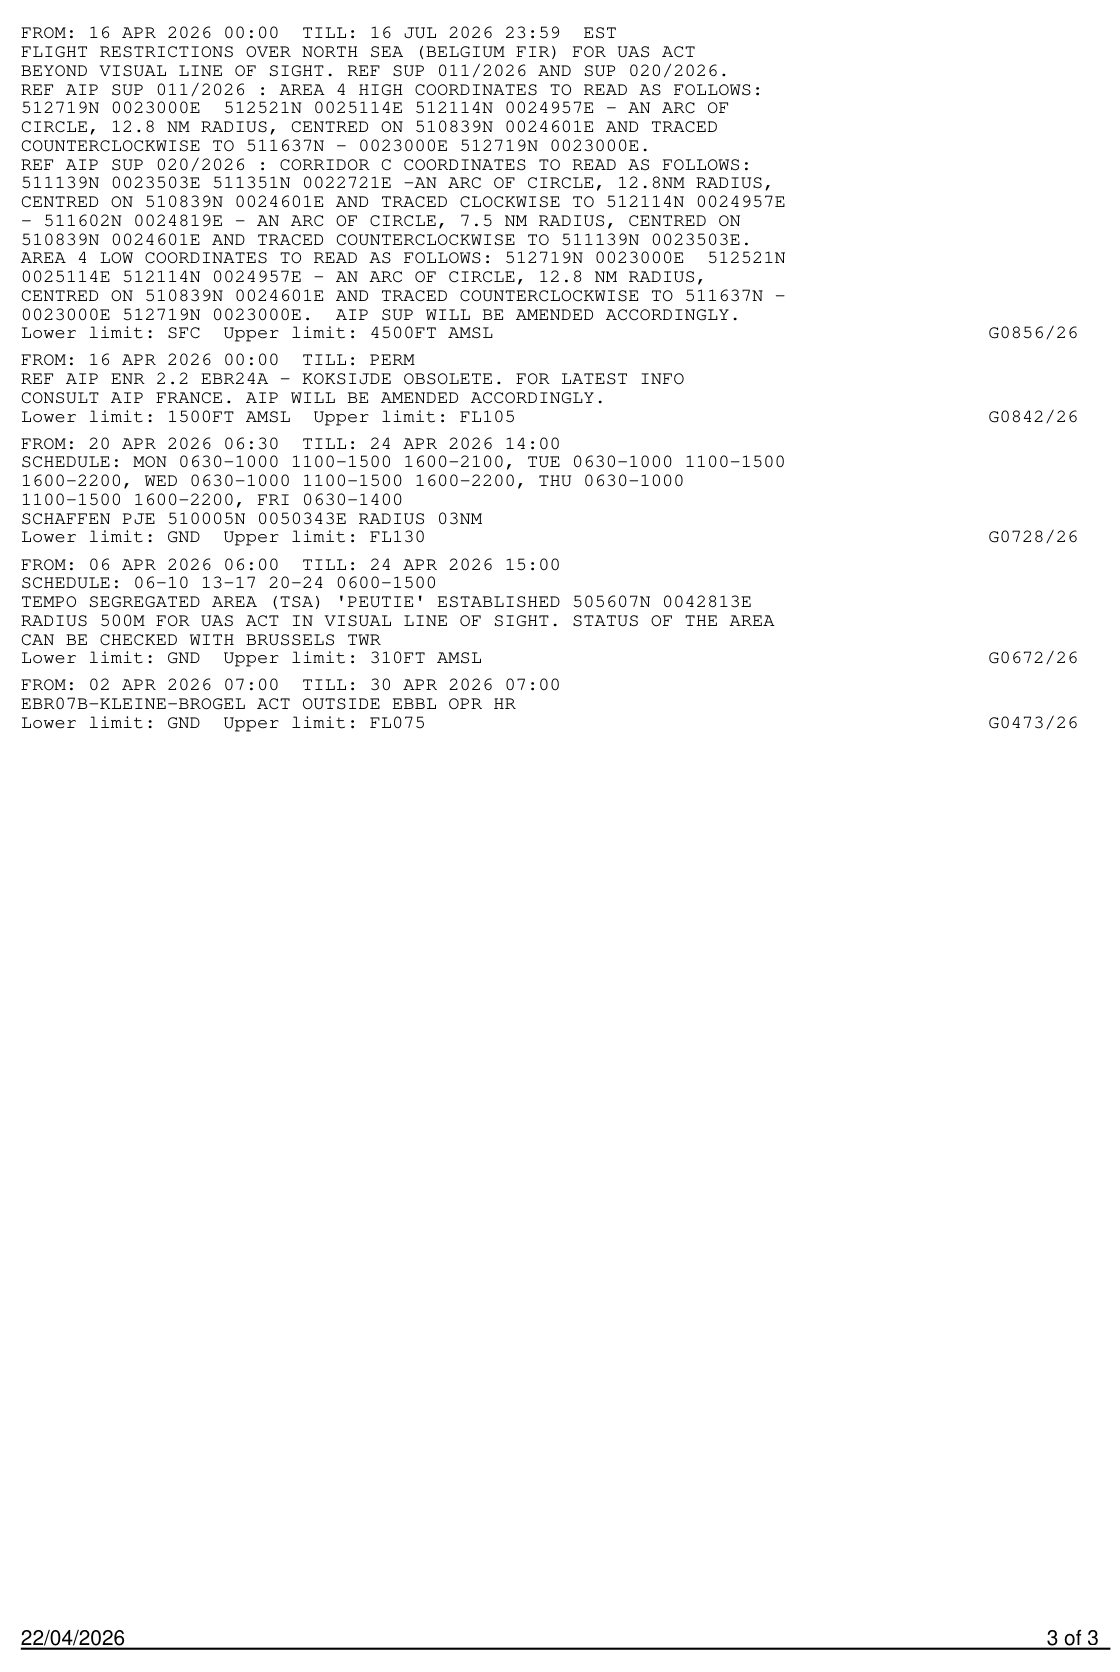 FROM: 16 APR 2026 00:00  TILL: 16 JUL 2026 23:59  EST
FLIGHT RESTRICTIONS OVER NORTH SEA (BELGIUM FIR) FOR UAS ACT
BEYOND VISUAL LINE OF SIGHT. REF SUP 011/2026 AND SUP 020/2026.
REF AIP SUP 011/2026 : AREA 4 HIGH COORDINATES TO READ AS FOLLOWS:
512719N 0023000E  512521N 0025114E 512114N 0024957E - AN ARC OF
CIRCLE, 12.8 NM RADIUS, CENTRED ON 510839N 0024601E AND TRACED
COUNTERCLOCKWISE TO 511637N - 0023000E 512719N 0023000E.
REF AIP SUP 020/2026 : CORRIDOR C COORDINATES TO READ AS FOLLOWS:
511139N 0023503E 511351N 0022721E -AN ARC OF CIRCLE, 12.8NM RADIUS,
CENTRED ON 510839N 0024601E AND TRACED CLOCKWISE TO 512114N 0024957E
- 511602N 0024819E - AN ARC OF CIRCLE, 7.5 NM RADIUS, CENTRED ON
510839N 0024601E AND TRACED COUNTERCLOCKWISE TO 511139N 0023503E.
AREA 4 LOW COORDINATES TO READ AS FOLLOWS: 512719N 0023000E  512521N
0025114E 512114N 0024957E - AN ARC OF CIRCLE, 12.8 NM RADIUS,
CENTRED ON 510839N 0024601E AND TRACED COUNTERCLOCKWISE TO 511637N -
0023000E 512719N 0023000E.  AIP SUP WILL BE AMENDED ACCORDINGLY.
Lower limit: SFC  Upper limit: 4500FT AMSL G0856/26
FROM: 16 APR 2026 00:00  TILL: PERM
REF AIP ENR 2.2 EBR24A - KOKSIJDE OBSOLETE. FOR LATEST INFO
CONSULT AIP FRANCE. AIP WILL BE AMENDED ACCORDINGLY.
Lower limit: 1500FT AMSL  Upper limit: FL105 G0842/26
FROM: 20 APR 2026 06:30  TILL: 24 APR 2026 14:00
SCHEDULE: MON 0630-1000 1100-1500 1600-2100, TUE 0630-1000 1100-1500
1600-2200, WED 0630-1000 1100-1500 1600-2200, THU 0630-1000
1100-1500 1600-2200, FRI 0630-1400
SCHAFFEN PJE 510005N 0050343E RADIUS 03NM
Lower limit: GND  Upper limit: FL130 G0728/26
FROM: 06 APR 2026 06:00  TILL: 24 APR 2026 15:00
SCHEDULE: 06-10 13-17 20-24 0600-1500
TEMPO SEGREGATED AREA (TSA) 'PEUTIE' ESTABLISHED 505607N 0042813E
RADIUS 500M FOR UAS ACT IN VISUAL LINE OF SIGHT. STATUS OF THE AREA
CAN BE CHECKED WITH BRUSSELS TWR
Lower limit: GND  Upper limit: 310FT AMSL G0672/26
FROM: 02 APR 2026 07:00  TILL: 30 APR 2026 07:00
EBR07B-KLEINE-BROGEL ACT OUTSIDE EBBL OPR HR
Lower limit: GND  Upper limit: FL075 G0473/26
22/04/2026 3 of 3